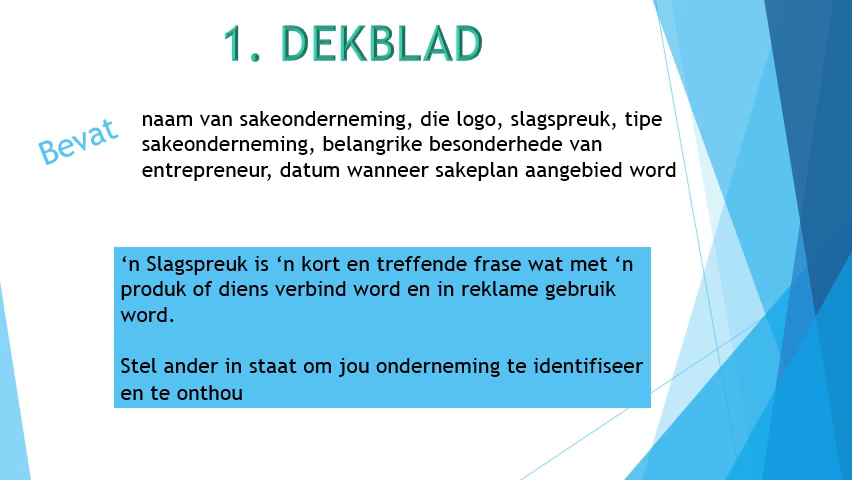 1. DEKBLAD
Bevat
naam van sakeonderneming, die logo, slagspreuk, tipe
sakeonderneming, belangrike besonderhede van
entrepreneur, datum wanneer sakeplan aangebied word
‘n Slagspreuk is ‘n kort en treffende frase wat met ‘n
produk of diens verbind word en in reklame gebruik
word.
Stel ander in staat om jou onderneming te identifiseer
en te onthou